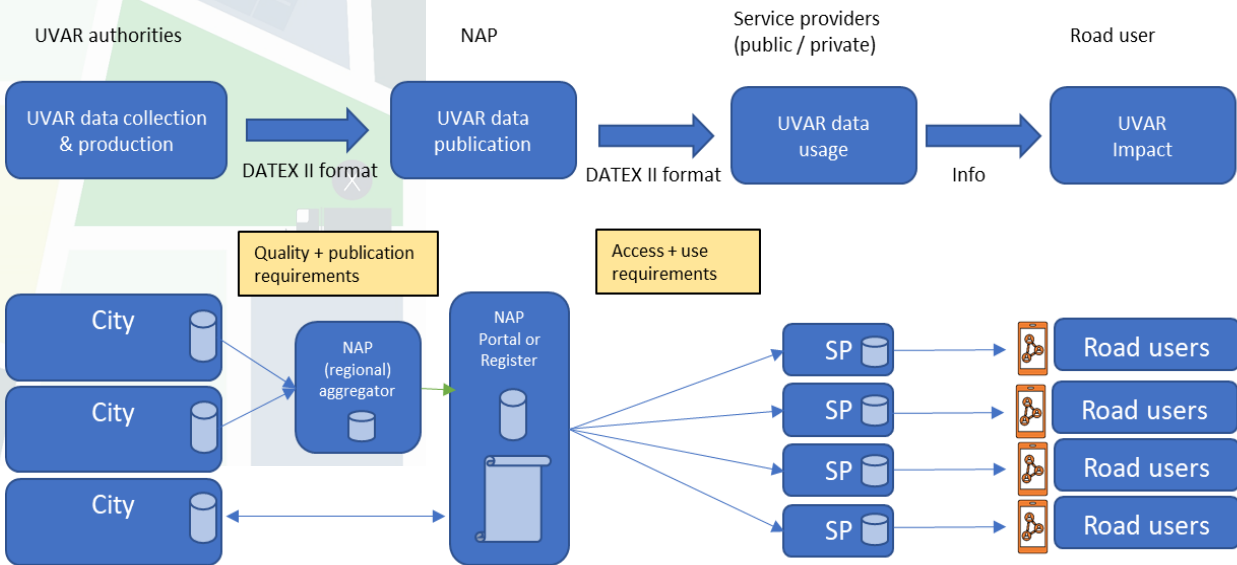 UVAR authorities
NAP
Service providers
(public / private)
Road user
UVAR data collection
& production
DATEX II format
UVAR data
publication
DATEX II format
UVAR data
usage
Info
UVAR
Impact
Quality + publication
requirements
Access + use
requirements
City
City
City
NAP
(regional)
aggregator
NAP
Portal or
Register
SP
Road users
SP
Road users
SP
Road users
SP
Road users